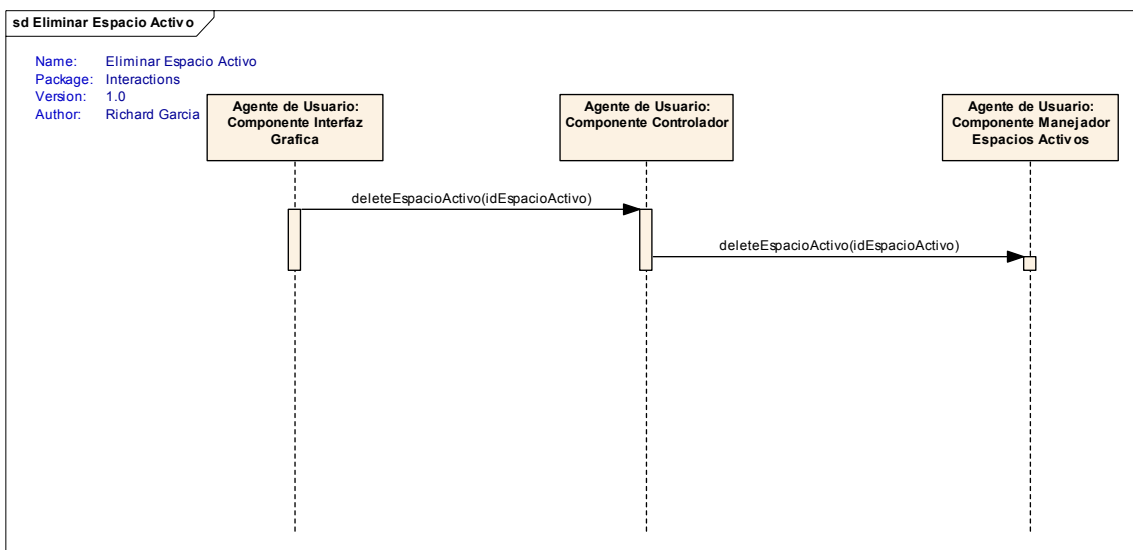 sd Eliminar Espacio Activo
Name: Eliminar Espacio Activo
Package: Interactions
Version: 1.0
Author: Richard Garcia
Agente de Usuario:
Componente Interfaz
Grafica
Agente de Usuario:
Componente Controlador
Agente de Usuario:
Componente Manejador
Espacios Activos
deleteEspacioActivo(idEspacioActivo)
deleteEspacioActivo(idEspacioActivo)